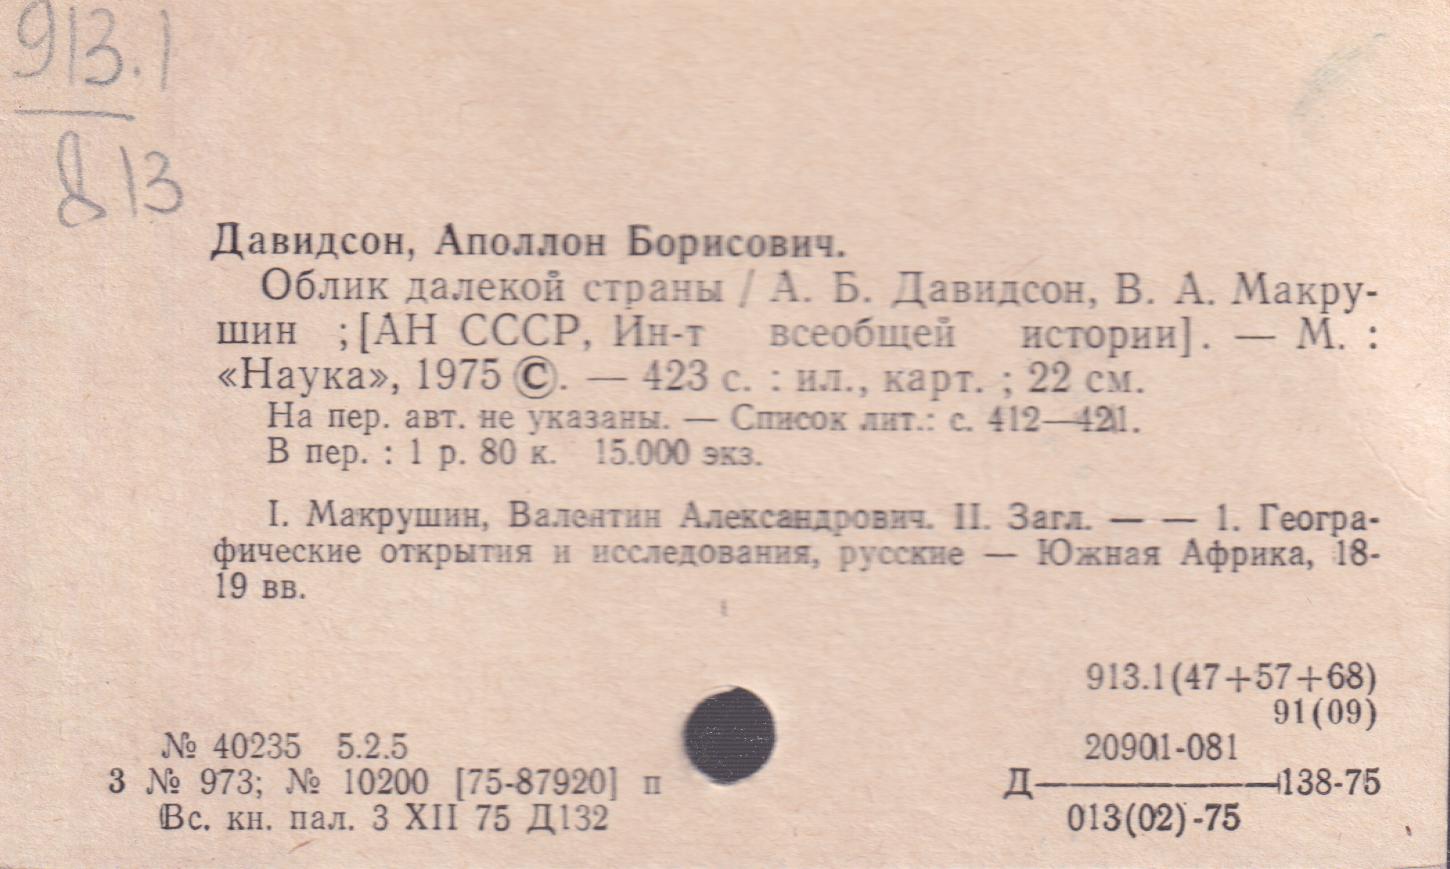 913.1
813
Давидсон, Аполлон Борисович.
Облик далекой страны / А. Б. Давидсон, В. А. Макру-
шин ; [АН СССР, Ин-т всеобщей истории]. — М. :
«Наука», 1975 ©. — 423 с. : ил., карт. ; 22 см.
На пер. авт. не указаны. — Список лит.: с. 412—421.
В пер. : 1 р. 80 к. 15.000 экз.
I. Макрушин, Валентин Александрович. II. Загл. — — 1. Геогра-
фические открытия и исследования, русские — Южная Африка, 18-
19 вв.
913.1(47+57+68)
91(09)
№ 40235 5.2.5
20901-081
3 № 973; № 10200 [75-87920] п
Д————138-75
Вс. кн. пал. 3 XII 75 Д132
013(02)-75